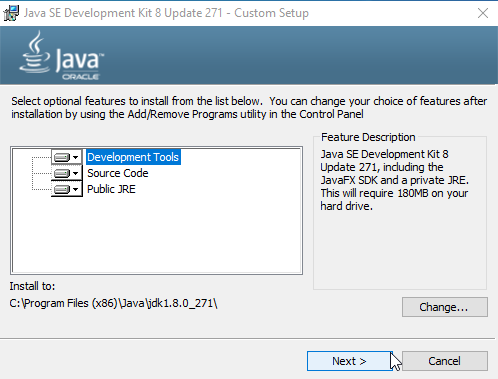 Java SE Development Kit 8 Update 271 - Custom Setup
Java
ORACLE
Select optional features to install from the list below. You can change your choice of features after
installation by using the Add/Remove Programs utility in the Control Panel
Development Tools
Source Code
Public JRE
Feature Description
Java SE Development Kit 8
Update 271, including the
JavaFX SDK and a private JRE.
This will require 180MB on your
hard drive.
Install to:
C:\Program Files (x86)\Java\jdk1.8.0_271\
Change...
Next >
Cancel